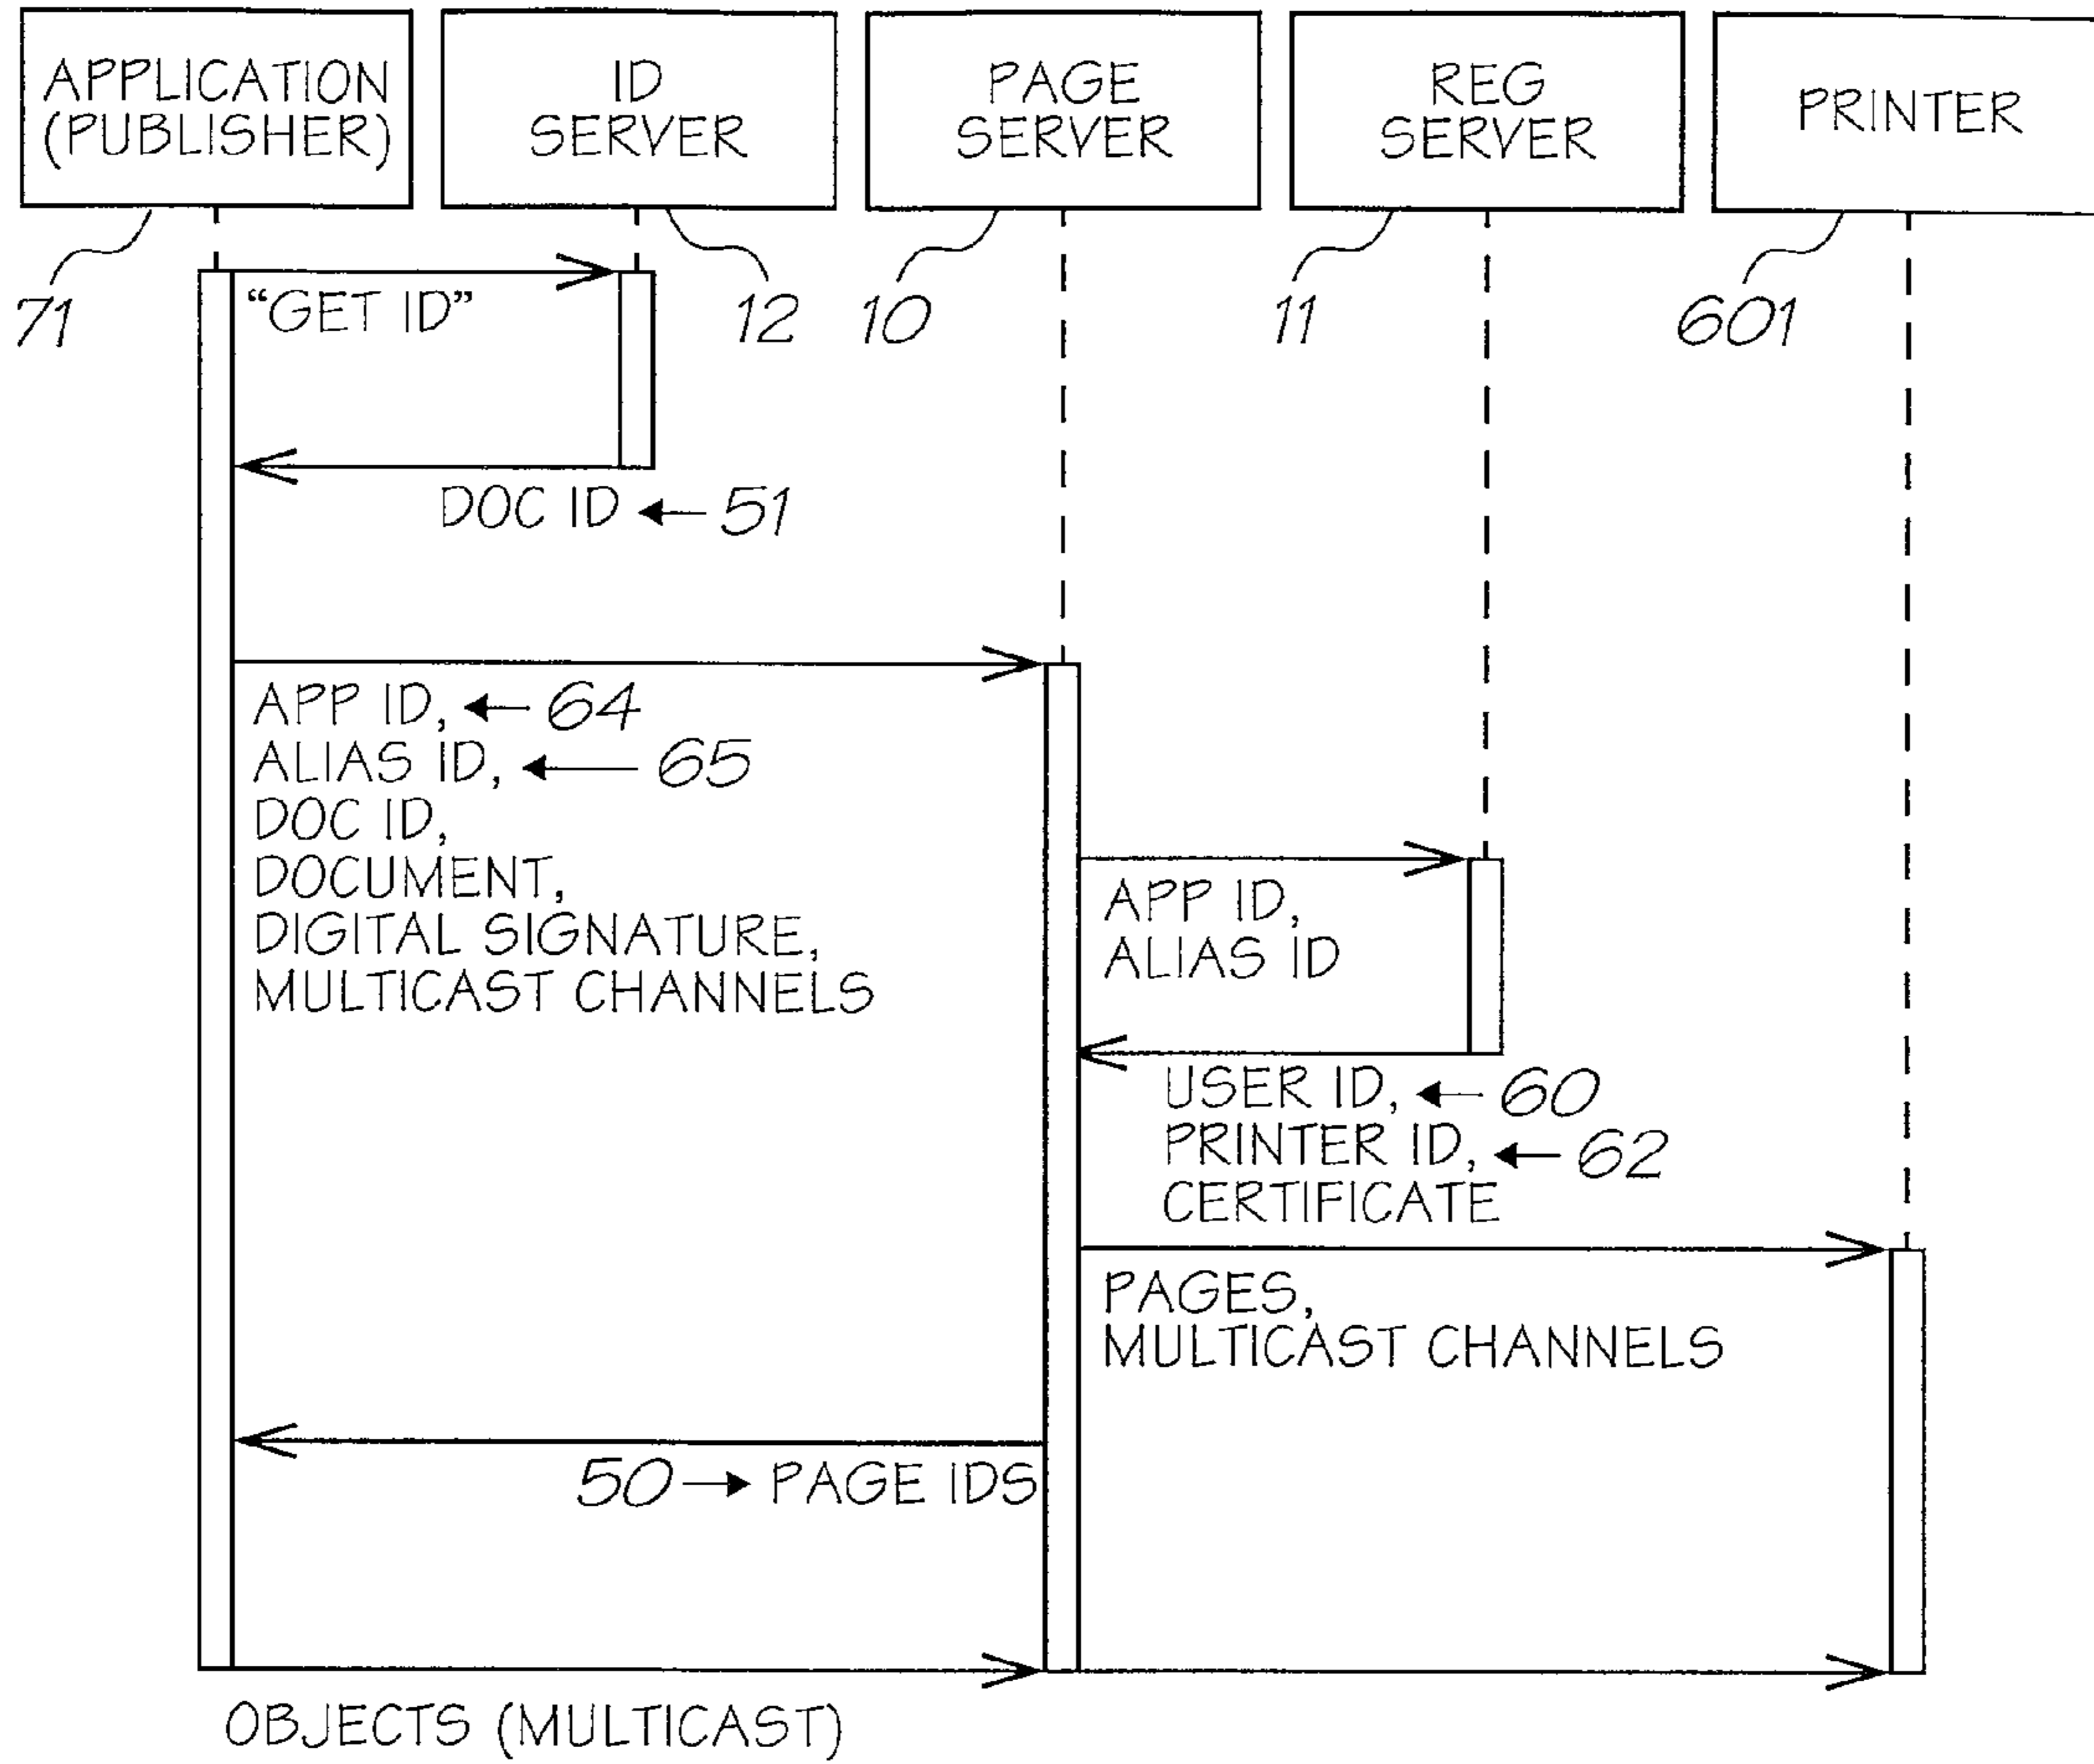 APPLICATION
(PUBLISHER)
ID
SERVER
PAGE
SERVER
REG
SERVER
PRINTER
71
12
10
11
601
“GET ID”
DOC ID 51
APP ID, 64
ALIAS ID, 65
DOC ID,
DOCUMENT,
DIGITAL SIGNATURE,
MULTICAST CHANNELS
APP ID,
ALIAS ID
USER ID, 60
PRINTER ID, 62
CERTIFICATE
PAGES,
MULTICAST CHANNELS
50 PAGE IDS
OBJECTS (MULTICAST)